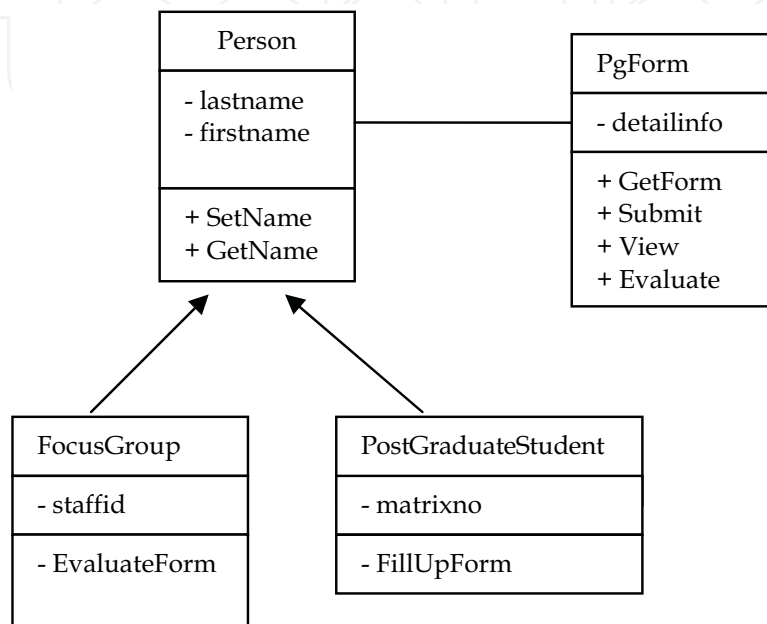 Person
- lastname
- firstname
+ SetName
+ GetName
PgForm
- detailinfo
+ GetForm
+ Submit
+ View
+ Evaluate
FocusGroup
- staffid
- EvaluateForm
PostGraduateStudent
- matrixno
- FillUpForm